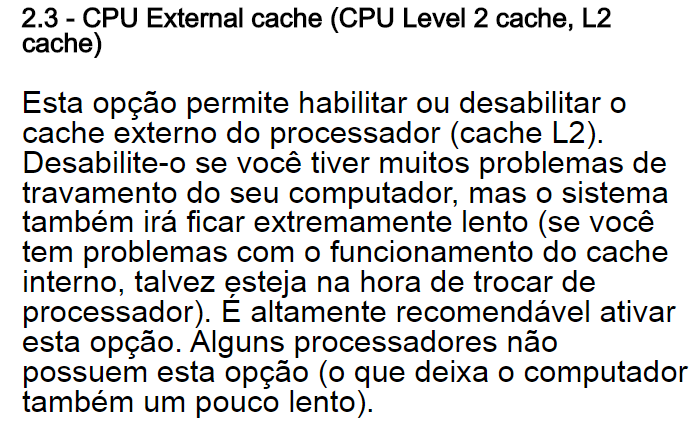 2.3 - CPU External cache (CPU Level 2 cache, L2
cache)
Esta opção permite habilitar ou desabilitar o
cache externo do processador (cache L2).
Desabilite-o se você tiver muitos problemas de
travamento do seu computador, mas o sistema
também irá ficar extremamente lento (se você
tem problemas com o funcionamento do cache
interno, talvez esteja na hora de trocar de
processador). É altamente recomendável ativar
esta opção. Alguns processadores não
possuem esta opção (o que deixa o computador
também um pouco lento).